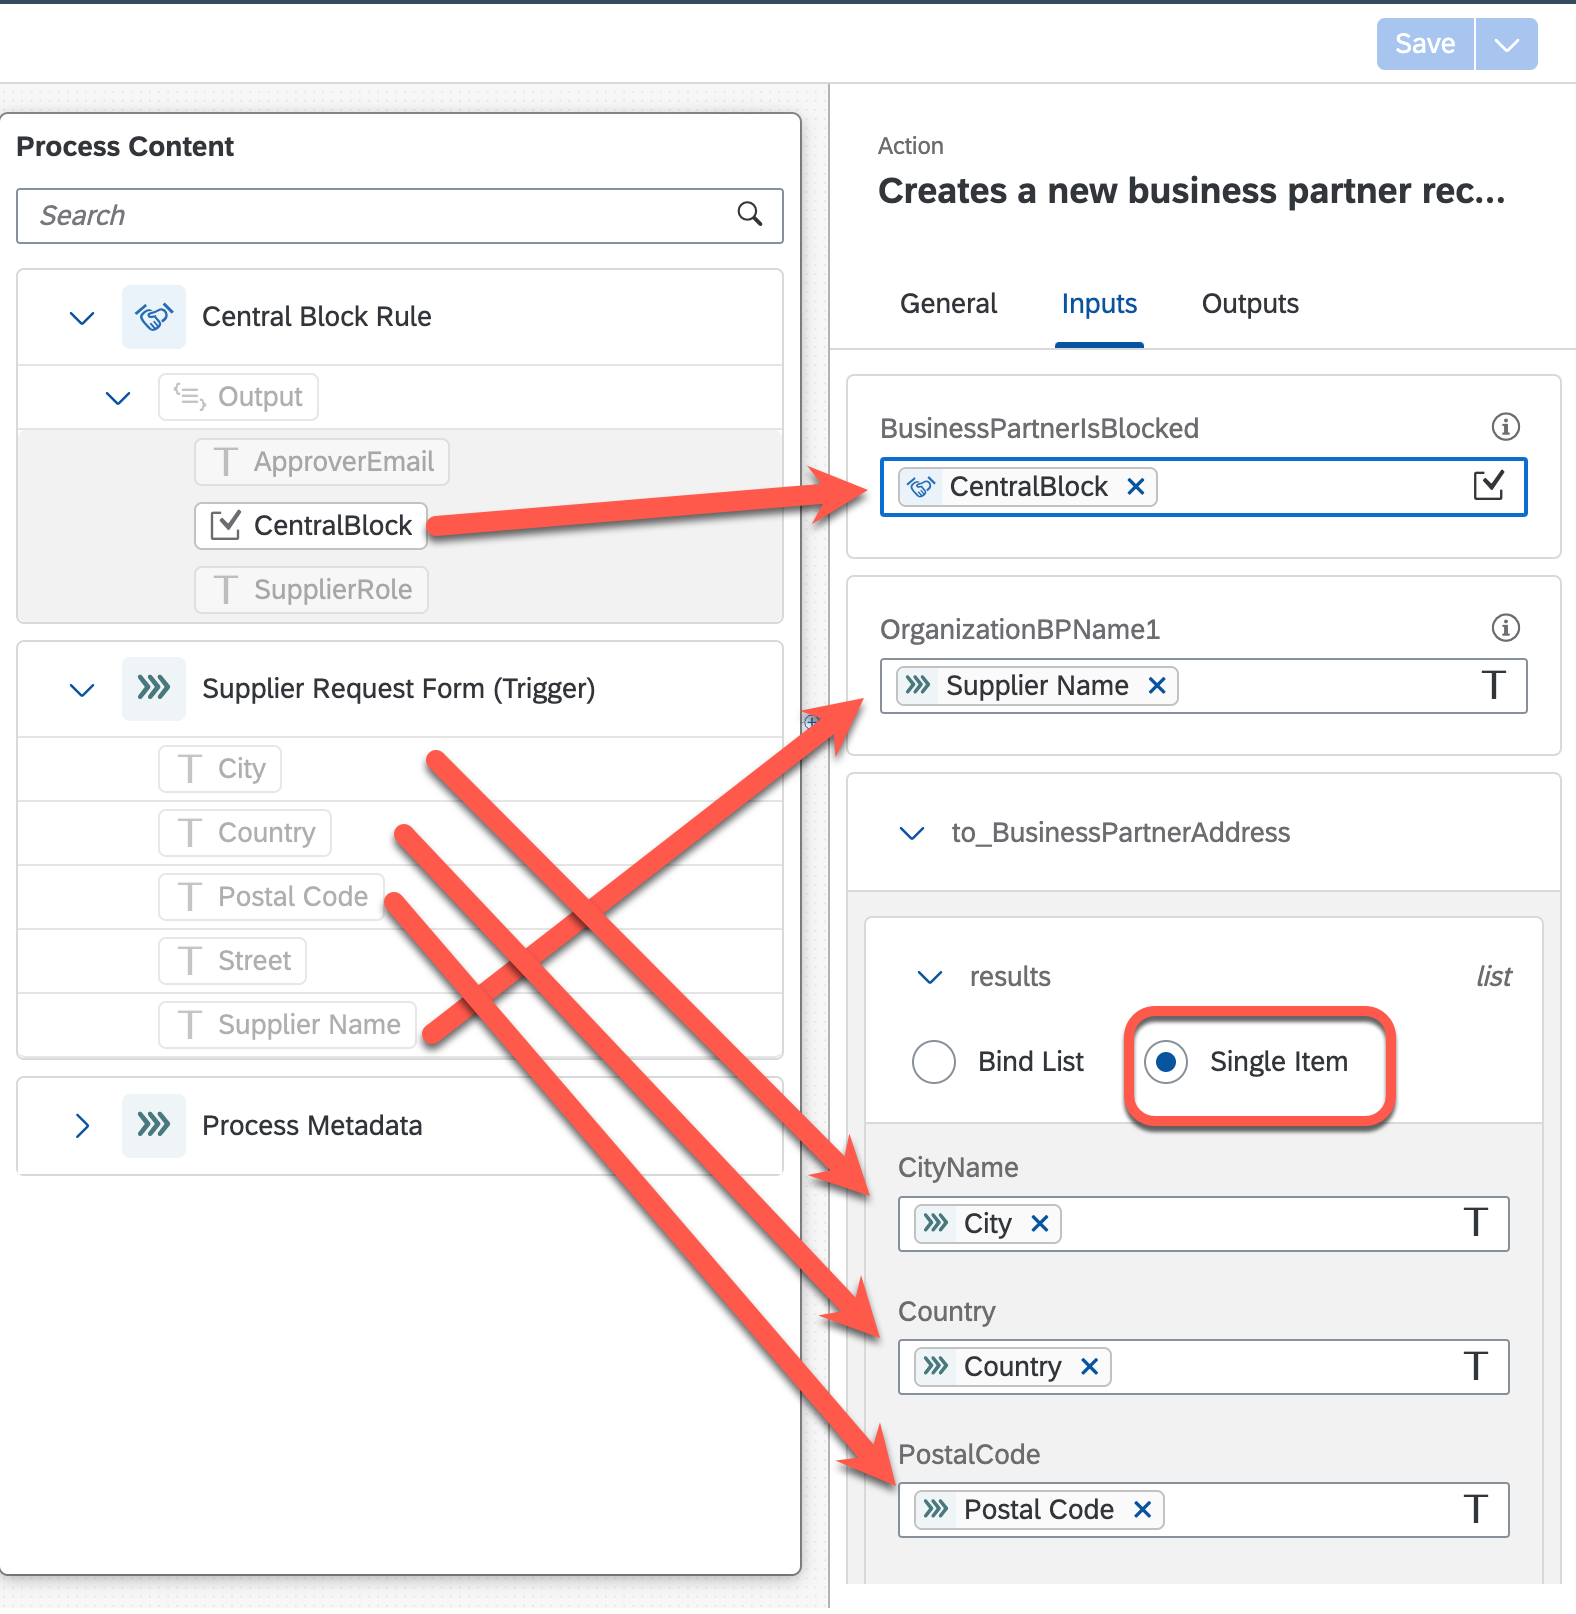 Save
Process Content
Search
Central Block Rule
Output
ApproverEmail
CentralBlock
SupplierRole
Supplier Request Form (Trigger)
City
Country
Postal Code
Street
Supplier Name
Process Metadata
Action
Creates a new business partner rec...
General Inputs Outputs
BusinessPartnerIsBlocked
CentralBlock
OrganizationBPName1
Supplier Name
to_BusinessPartnerAddress
results list
Bind List Single Item
CityName
City
Country
Country
PostalCode
Postal Code